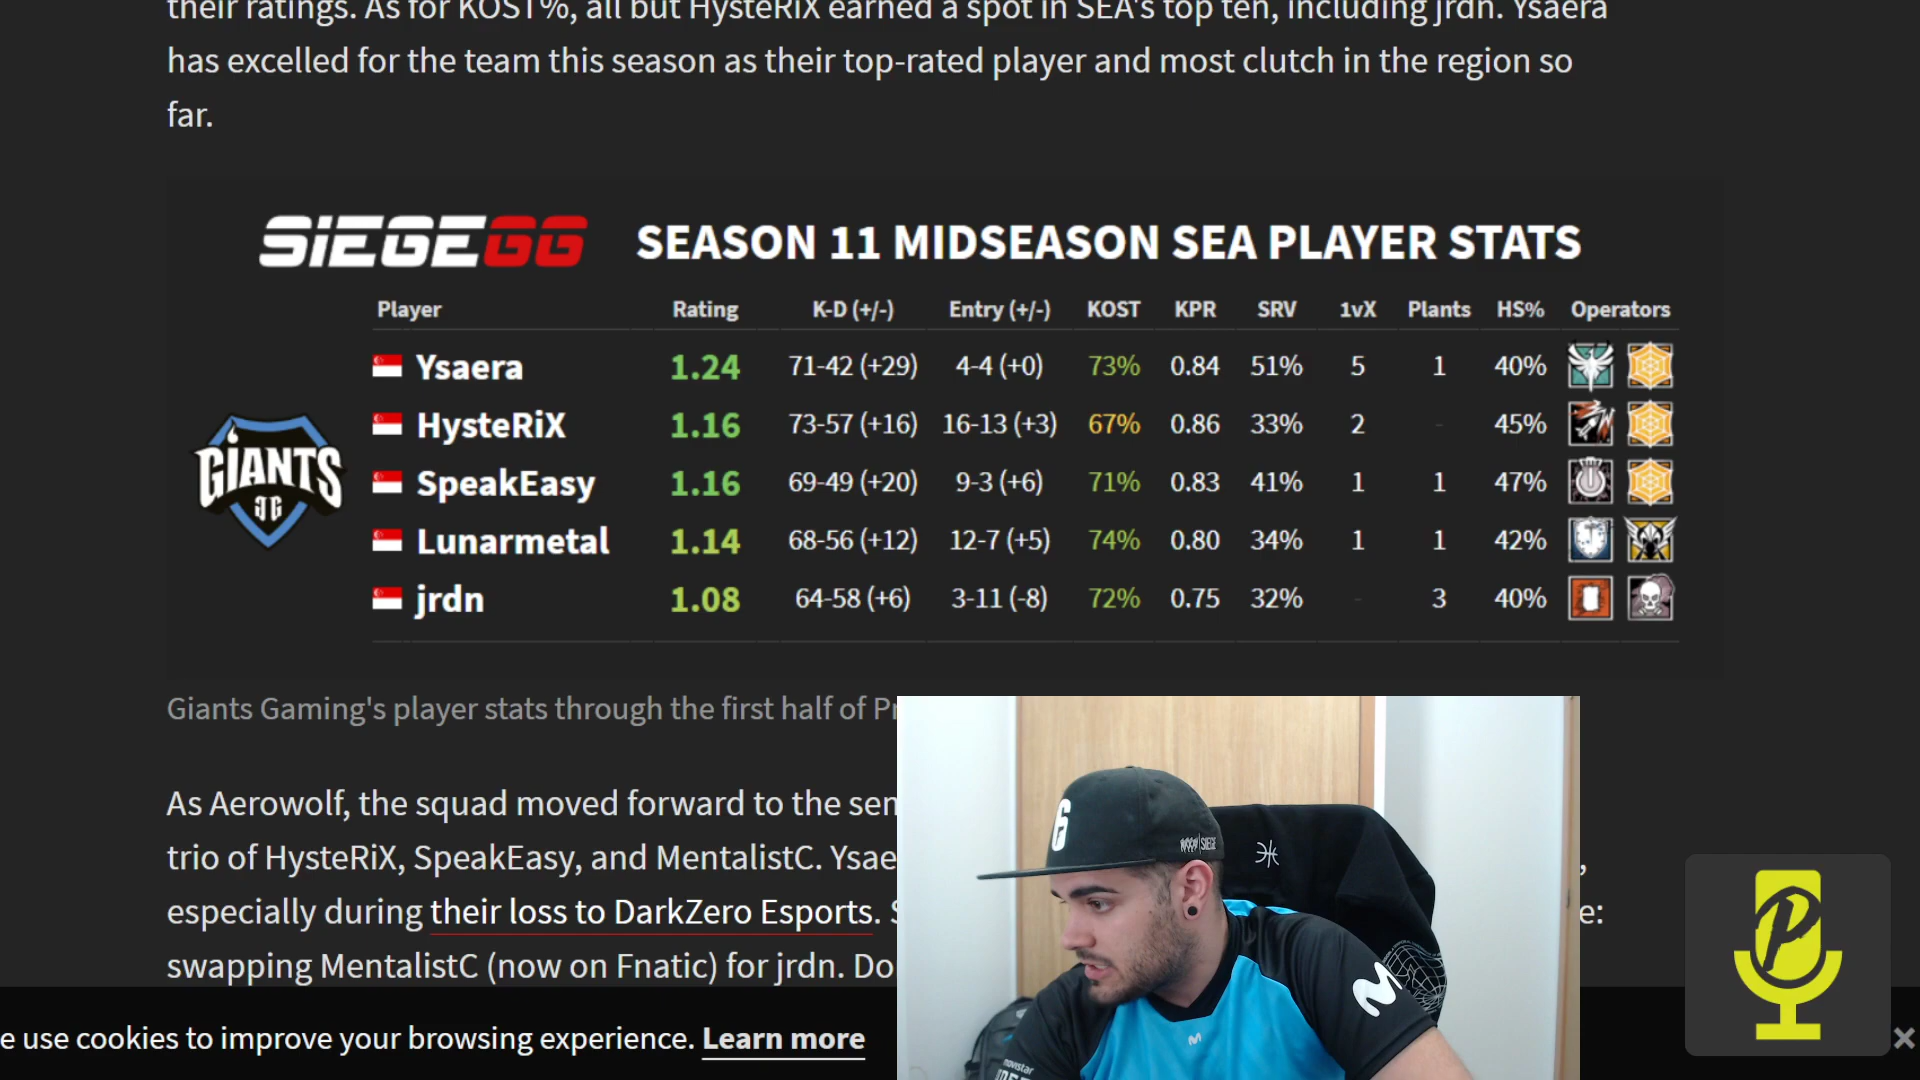 their ratings. As for KOST%, all but HysteRiX earned a spot in SEA's top ten, including jrdn. Ysaera
has excelled for the team this season as their top-rated player and most clutch in the region so
far.
SIEGEGG SEASON 11 MIDSEASON SEA PLAYER STATS
Player Rating K-D (+/-) Entry (+/-) KOST KPR SRV 1vX Plants HS% Operators
Ysaera 1.24 71-42 (+29) 4-4 (+0) 73% 0.84 51% 5 1 40%
HysteRiX 1.16 73-57 (+16) 16-13 (+3) 67% 0.86 33% 2 - 45%
GIANTS
SpeakEasy 1.16 69-49 (+20) 9-3 (+6) 71% 0.83 41% 1 1 47%
Lunarmetal 1.14 68-56 (+12) 12-7 (+5) 74% 0.80 34% 1 1 42%
jrdn 1.08 64-58 (+6) 3-11 (-8) 72% 0.75 32% - 3 40%
Giants Gaming's player stats through the first half of
As Aerowolf, the squad moved forward to the
trio of HysteRiX, SpeakEasy, and MentalistC.
especially during their loss to DarkZero Esports.
swapping MentalistC (now on Fnatic) for jrdn.
use cookies to improve your browsing experience. Learn more
6
SIEGE
movistar
P